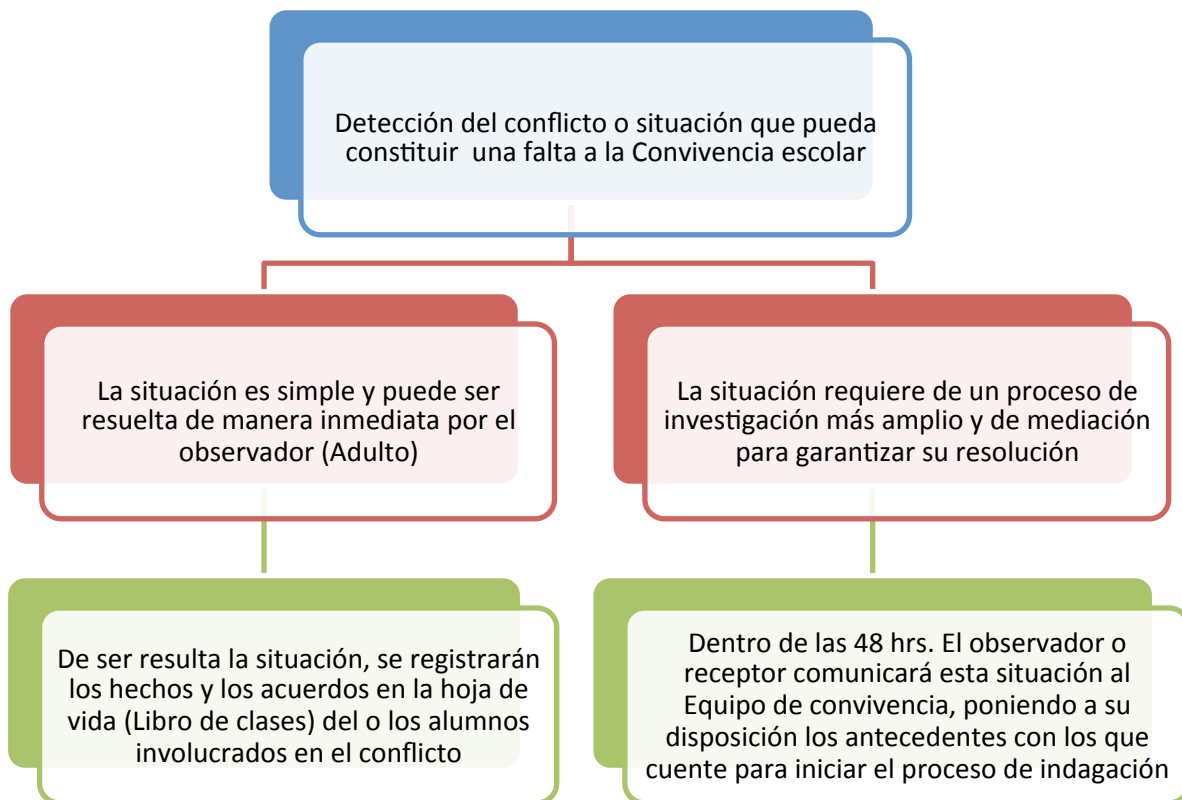 Detección del conflicto o situación que pueda
constituir una falta a la Convivencia escolar
La situación es simple y puede ser
resuelta de manera inmediata por el
observador (Adulto)
La situación requiere de un proceso de
investigación más amplio y de mediación
para garantizar su resolución
De ser resulta la situación, se registrarán
los hechos y los acuerdos en la hoja de
vida (Libro de clases) del o los alumnos
involucrados en el conflicto
Dentro de las 48 hrs. El observador o
receptor comunicará esta situación al
Equipo de convivencia, poniendo a su
disposición los antecedentes con los que
cuente para iniciar el proceso de indagación